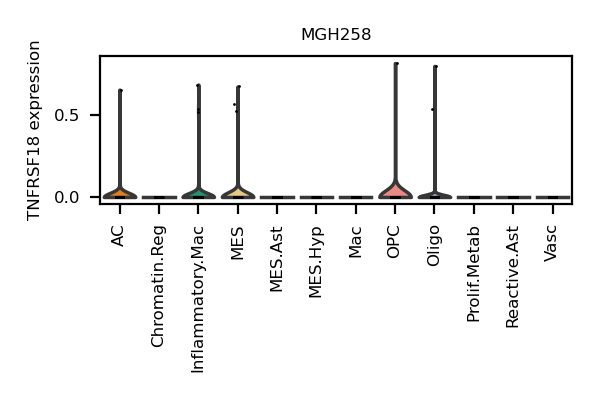 MGH258
TNFRSF18 expression
0.5
0.0
AC
Chromatin.Reg
Inflammatory.Mac
MES
MES.Ast
MES.Hyp
Mac
OPC
Oligo
Prolif.Metab
Reactive.Ast
Vasc